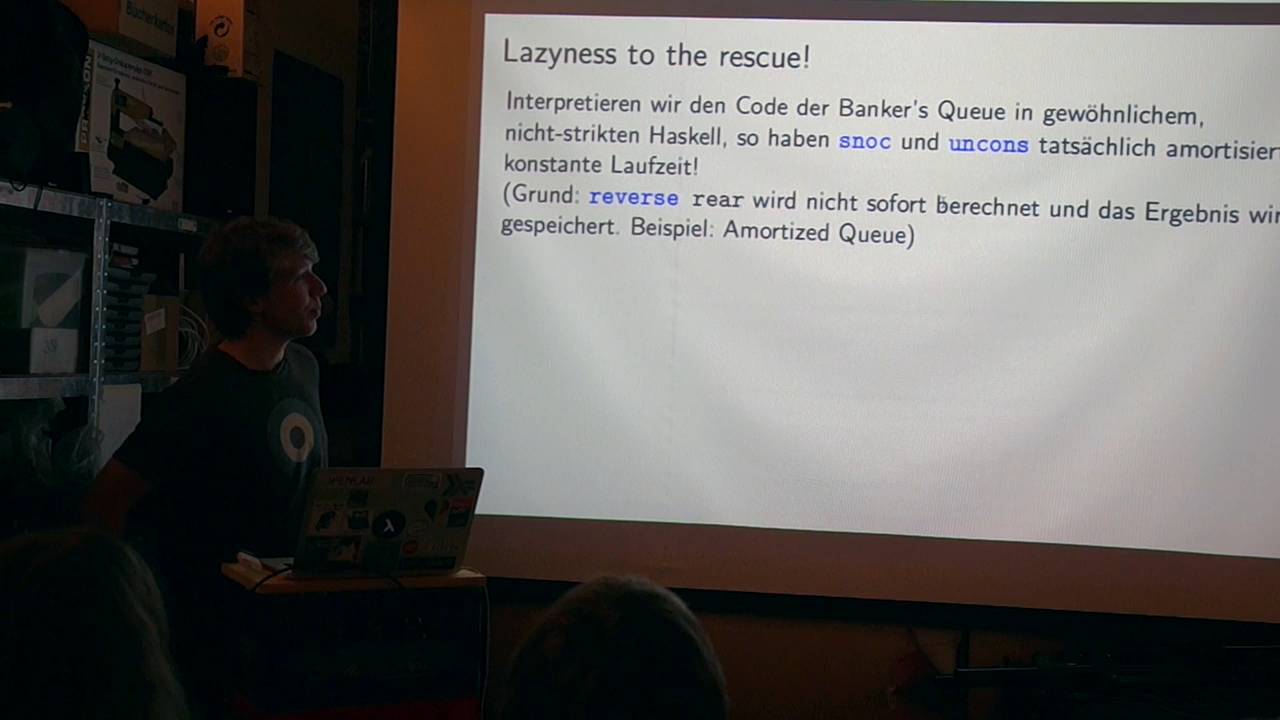 Bücherkarton
Lazyness to the rescue!
Interpretieren wir den Code der Banker's Queue in gewöhnlichem,
nicht-strikten Haskell, so haben snoc und uncons tatsächlich amortisier
konstante Laufzeit!
(Grund: reverse rear wird nicht sofort berechnet und das Ergebnis wir
gespeichert. Beispiel: Amortized Queue)
λ